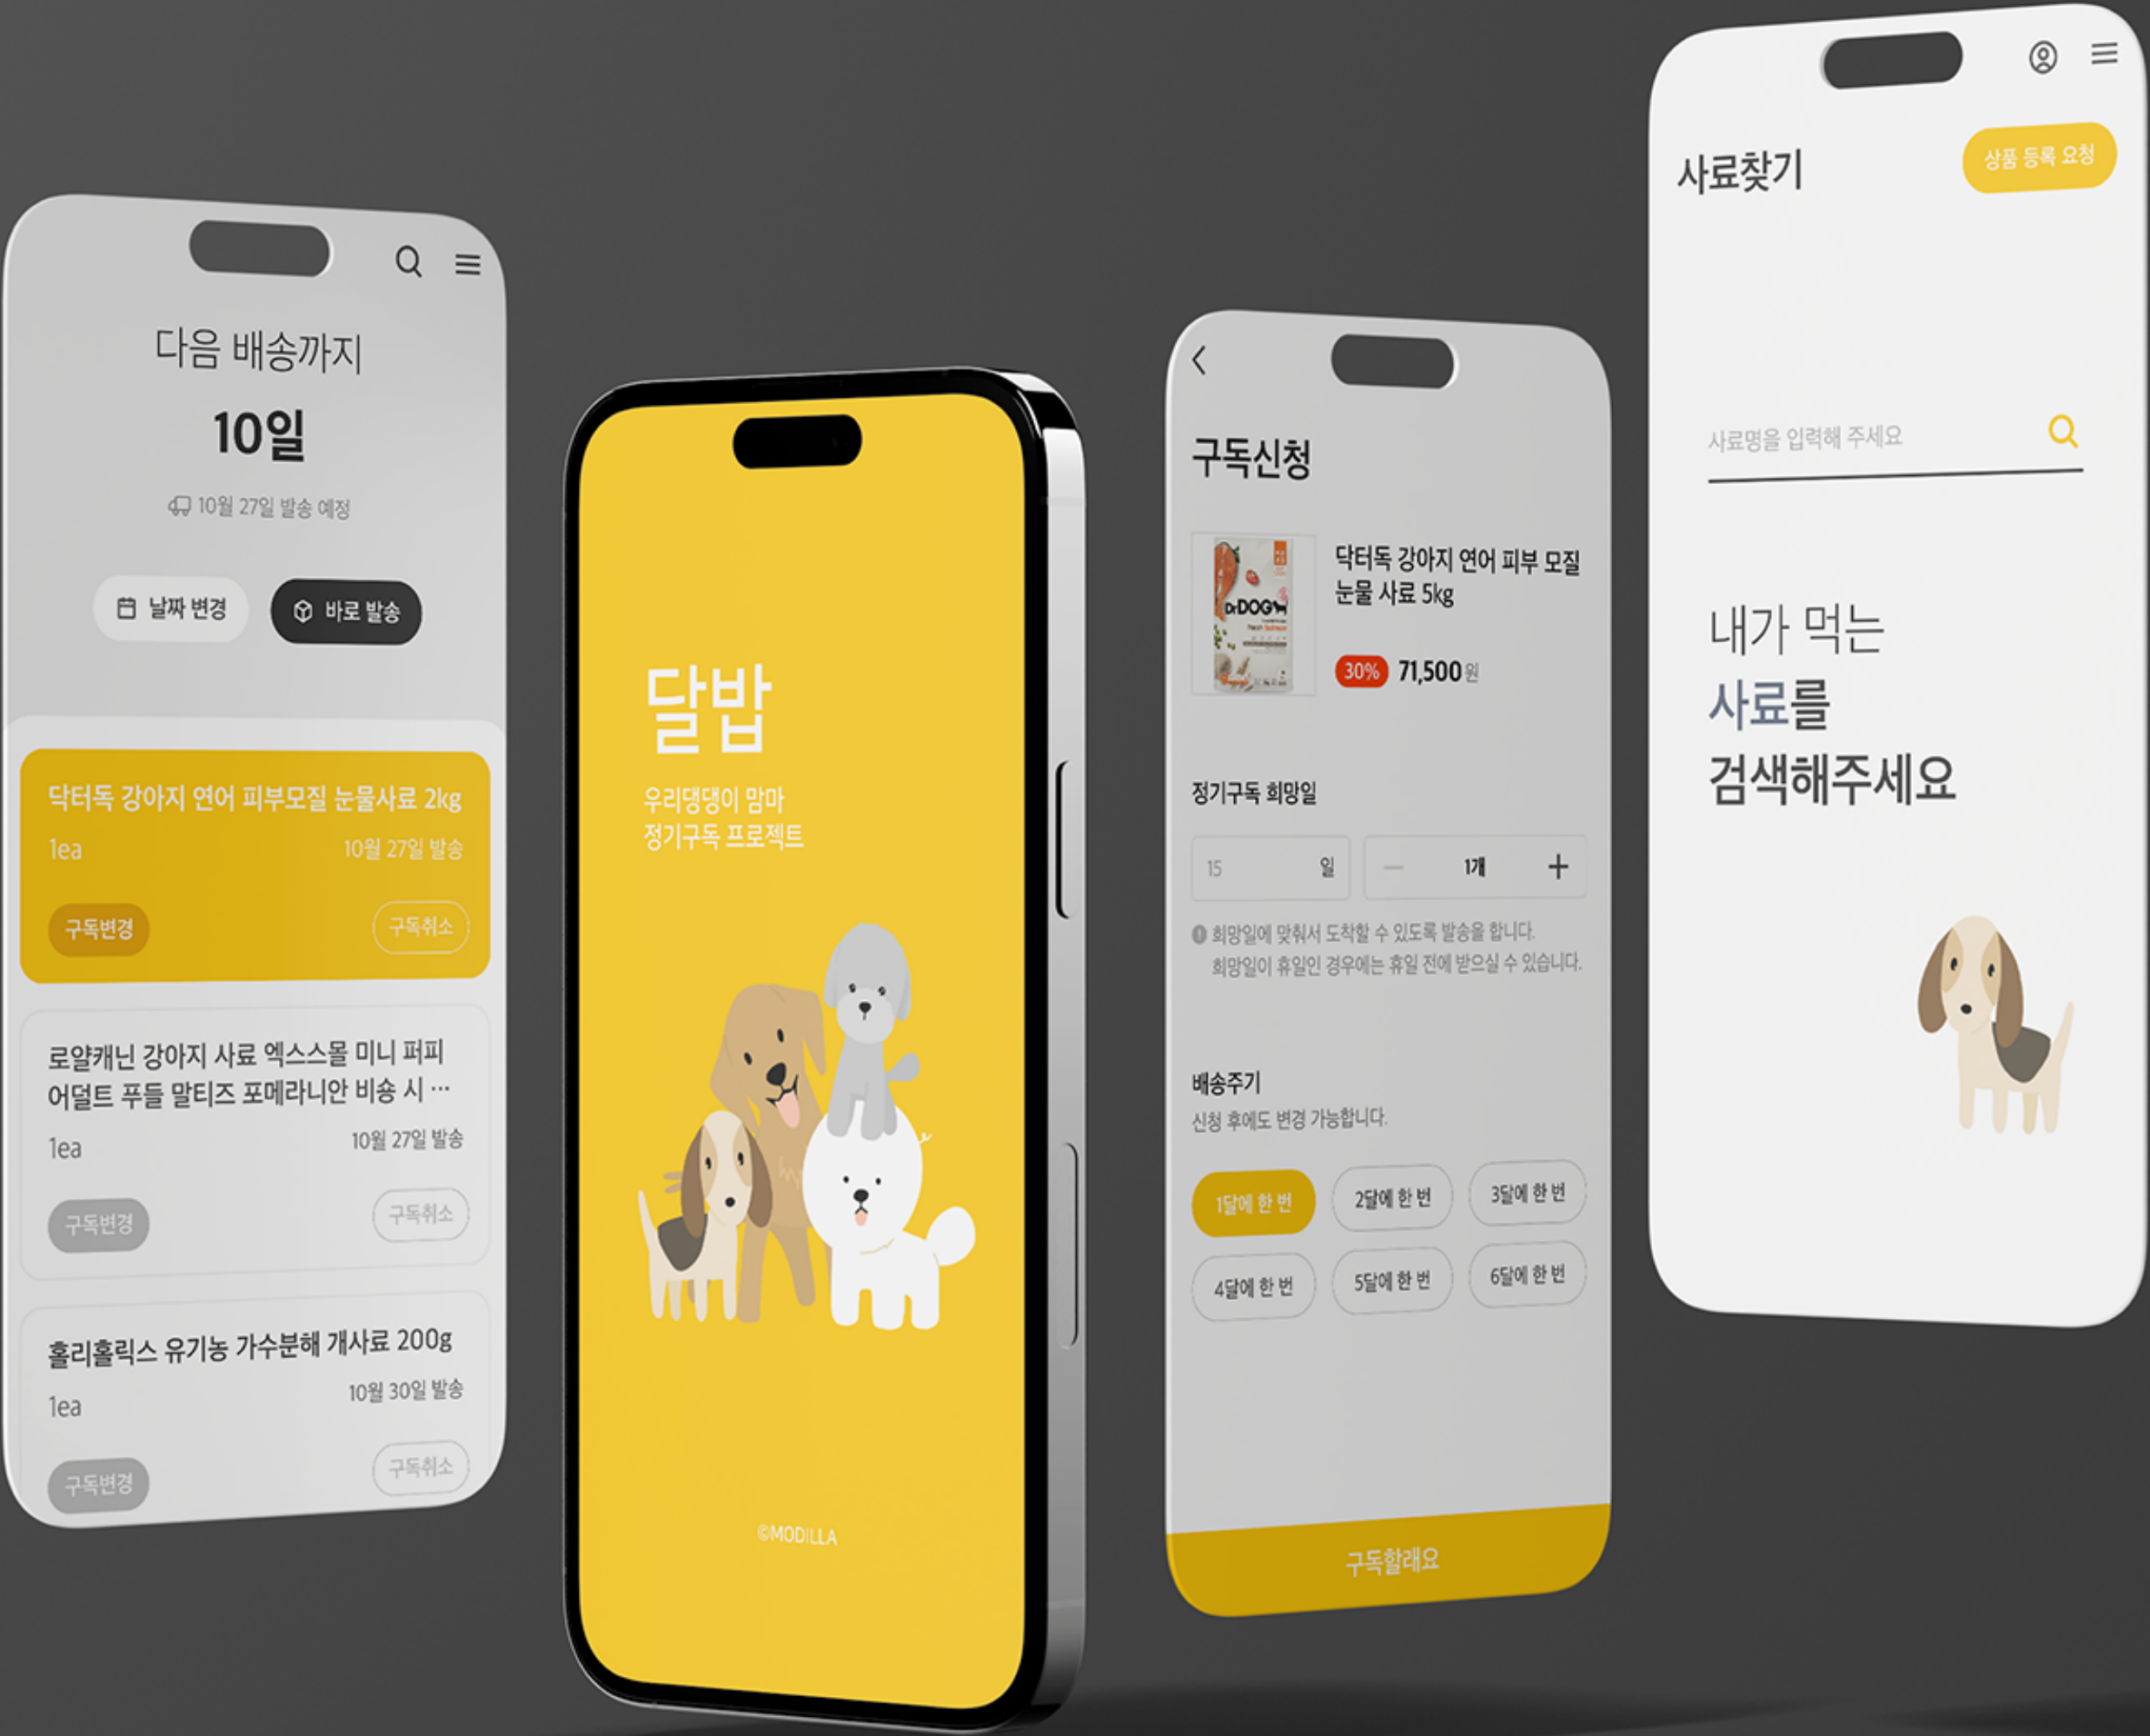 다음 배송까지
10일
10월 27일 발송 예정
날짜 변경
바로 발송
닥터독 강아지 연어 피부모질 눈물사료 2kg
1ea
10월 27일 발송
구독변경
구독취소
로얄캐닌 강아지 사료 엑스스몰 미니 퍼피
어덜트 푸들 말티즈 포메라니안 비숑 시 ···
1ea
10월 27일 발송
구독변경
구독취소
홀리홀릭스 유기농 가수분해 개사료 200g
1ea
10월 30일 발송
구독변경
구독취소
달밥
우리댕댕이 맘마
정기구독 프로젝트
©MODILLA
구독신청
DrDOG
Fresh Salmon
닥터독 강아지 연어 피부 모질
눈물 사료 5kg
30% 71,500원
정기구독 희망일
15 일
1개
희망일에 맞춰서 도착할 수 있도록 발송을 합니다.
희망일이 휴일인 경우에는 휴일 전에 받으실 수 있습니다.
배송주기
신청 후에도 변경 가능합니다.
1달에 한 번
2달에 한 번
3달에 한 번
4달에 한 번
5달에 한 번
6달에 한 번
구독할래요
사료찾기
상품 등록 요청
사료명을 입력해 주세요
내가 먹는
사료를
검색해주세요